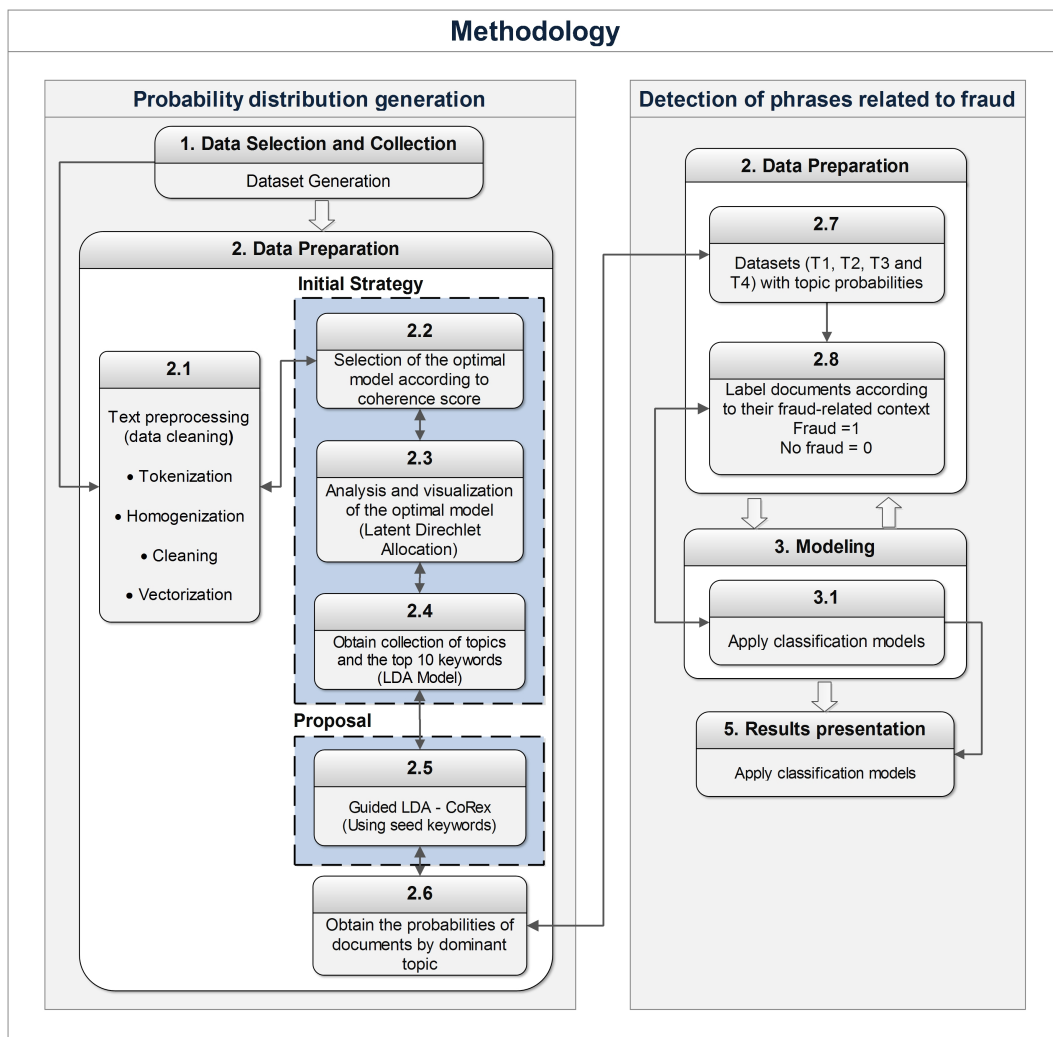 Methodology
Probability distribution generation
1. Data Selection and Collection
Dataset Generation
2. Data Preparation
Initial Strategy
2.1
Text preprocessing
(data cleaning)
• Tokenization
• Homogenization
• Cleaning
• Vectorization
2.2
Selection of the optimal
model according to
coherence score
2.3
Analysis and visualization
of the optimal model
(Latent Direchlet
Allocation)
2.4
Obtain collection of topics
and the top 10 keywords
(LDA Model)
Proposal
2.5
Guided LDA - CoRex
(Using seed keywords)
2.6
Obtain the probabilities of
documents by dominant
topic
Detection of phrases related to fraud
2. Data Preparation
2.7
Datasets (T1, T2, T3 and
T4) with topic probabilities
2.8
Label documents according
to their fraud-related context
Fraud =1
No fraud = 0
3. Modeling
3.1
Apply classification models
5. Results presentation
Apply classification models